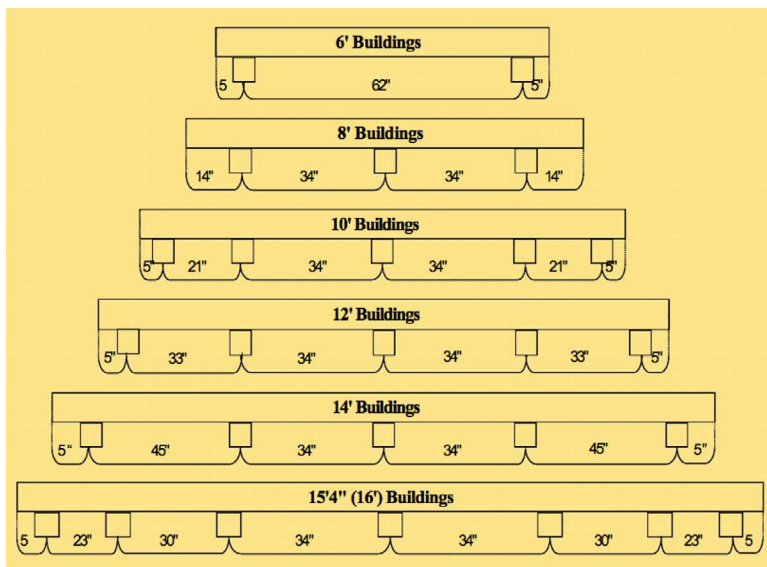 6' Buildings
5 62" 5"
8' Buildings
14" 34" 34" 14"
10' Buildings
5" 21" 34" 34" 21" 5"
12' Buildings
5" 33" 34" 34" 33" 5"
14' Buildings
5" 45" 34" 34" 45" 5"
15'4" (16') Buildings
5 23" 30" 34" 34" 30" 23" 5